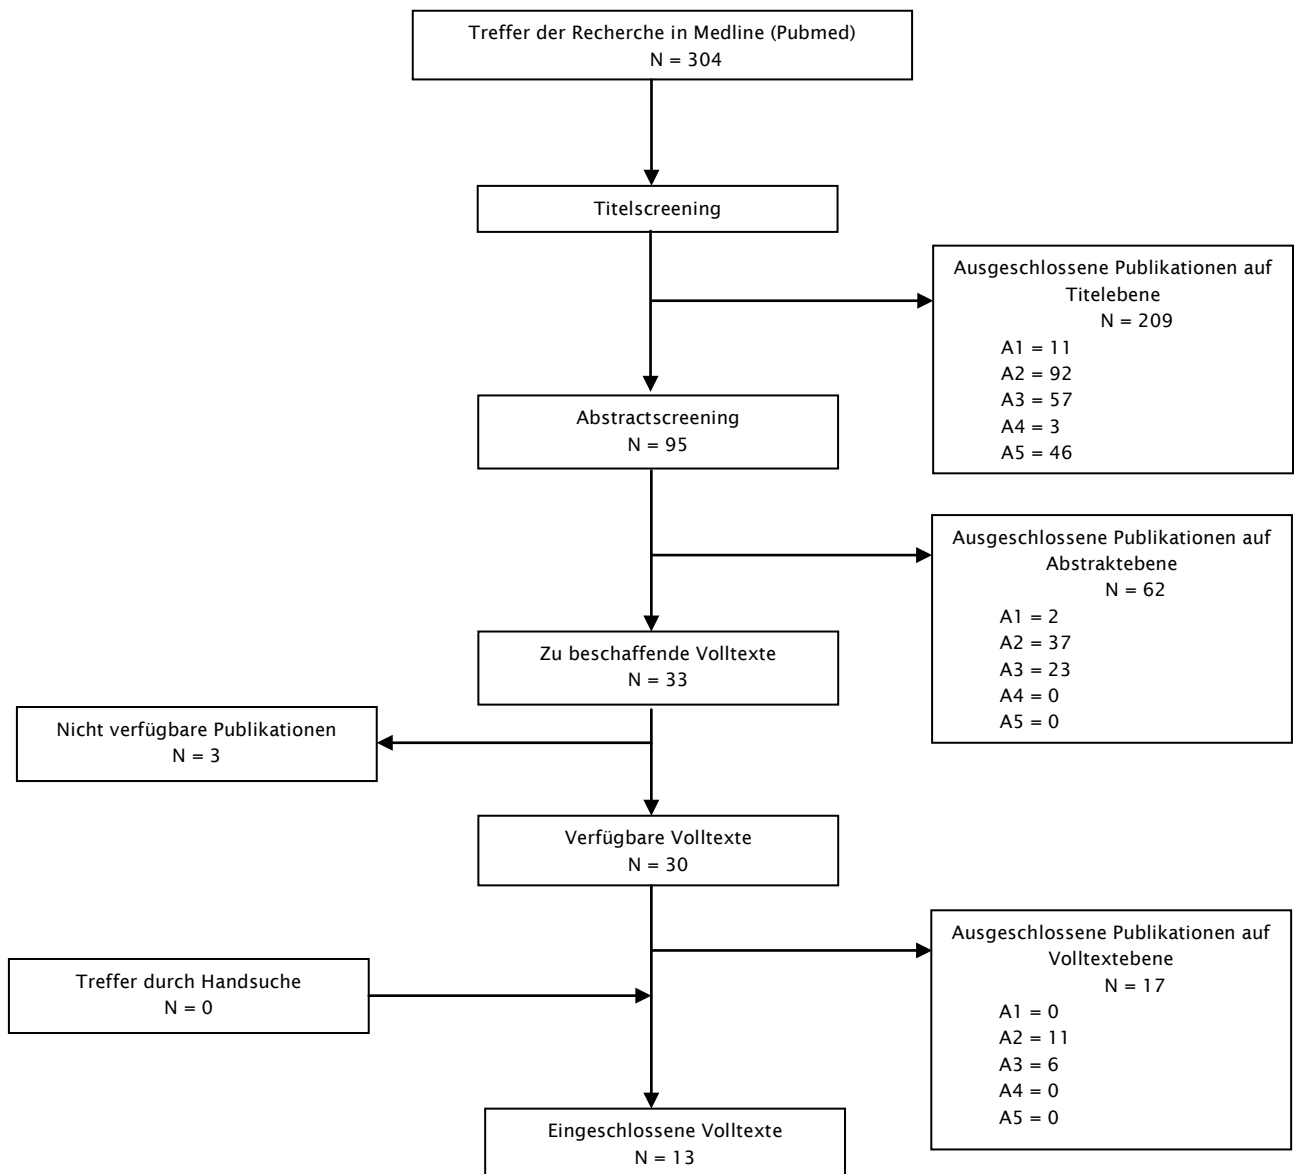 Treffer der Recherche in Medline (Pubmed)
N = 304
Titelscreening
Ausgeschlossene Publikationen auf
Titelebene
N = 209
A1 = 11
A2 = 92
A3 = 57
A4 = 3
A5 = 46
Abstractscreening
N = 95
Ausgeschlossene Publikationen auf
Abstraktebene
N = 62
A1 = 2
A2 = 37
A3 = 23
A4 = 0
A5 = 0
Zu beschaffende Volltexte
N = 33
Nicht verfügbare Publikationen
N = 3
Verfügbare Volltexte
N = 30
Ausgeschlossene Publikationen auf
Volltextebene
N = 17
A1 = 0
A2 = 11
A3 = 6
A4 = 0
A5 = 0
Treffer durch Handsuche
N = 0
Eingeschlossene Volltexte
N = 13